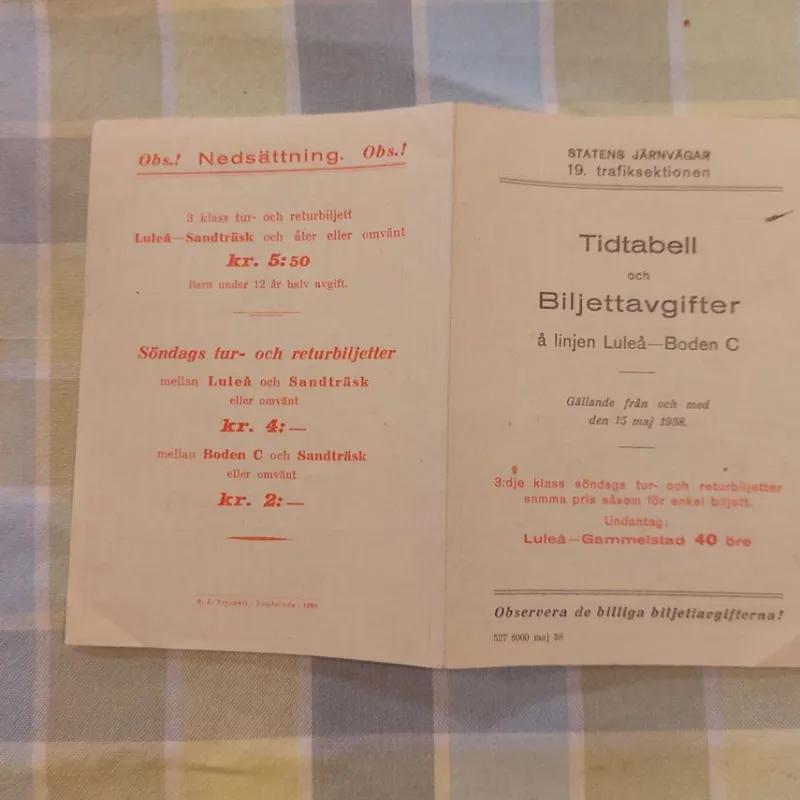 Obs.! Nedsättning. Obs.!
3 klass tur- och returbiljett
Luleå—Sandträsk och åter eller omvänt
kr. 5:50
Barn under 12 år halv avgift.
Söndags tur- och returbiljetter
mellan Luleå och Sandträsk
eller omvänt
kr. 4:—
mellan Boden C och Sandträsk
eller omvänt
kr. 2:—
STATENS JÄRNVÄGAR
19. trafiksektionen
Tidtabell
och
Biljettavgifter
å linjen Luleå—Boden C
Gällande från och med
den 15 maj 1938.
3:dje klass söndags tur- och returbiljetter
samma pris såsom för enkel biljett.
Undantag:
Luleå—Gammelstad 40 öre
Observera de billiga biljettavgifterna!
527 8000 maj 38